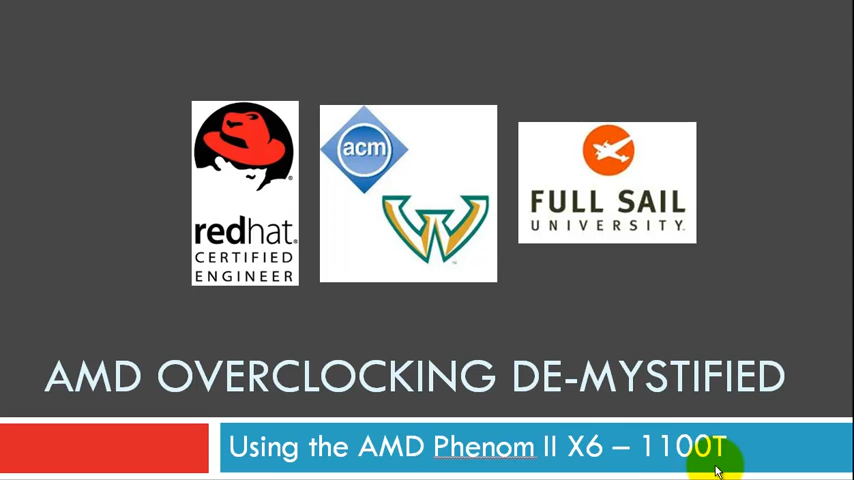 redhat.
CERTIFIED
ENGINEER
acm
W
FULL SAIL
UNIVERSITY
AMD OVERCLOCKING DE-MYSTIFIED
Using the AMD Phenom II X6 – 1100T